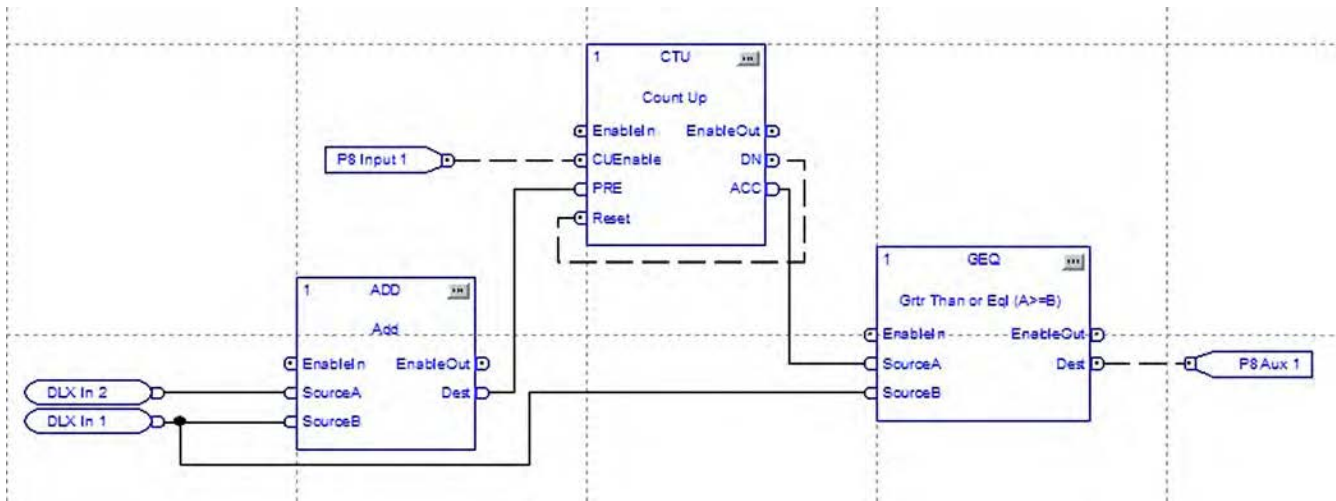 1 CTU
Count Up
EnableIn EnableOut
P8 Input 1
CUEnable DN
PRE ACC
Reset
1 GEQ
Grtr Than or Eql (A>=B)
EnableIn EnableOut
SourceA Dest
P8 Aux 1
SourceB
1 ADD
Add
EnableIn EnableOut
DLX In 2
SourceA Dest
DLX In 1
SourceB